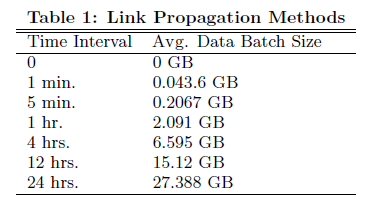 Table 1: Link Propagation Methods
Time Interval Avg. Data Batch Size
0 0 GB
1 min. 0.043.6 GB
5 min. 0.2067 GB
1 hr. 2.091 GB
4 hrs. 6.595 GB
12 hrs. 15.12 GB
24 hrs. 27.388 GB